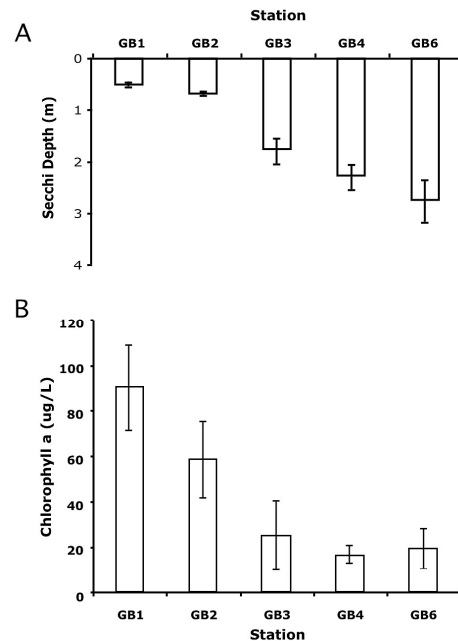 A
Station
GB1 GB2 GB3 GB4 GB6
Secchi Depth (m)
0
1
2
3
4
B
Chlorophyll a (ug/L)
120
100
80
60
40
20
0
GB1 GB2 GB3 GB4 GB6
Station